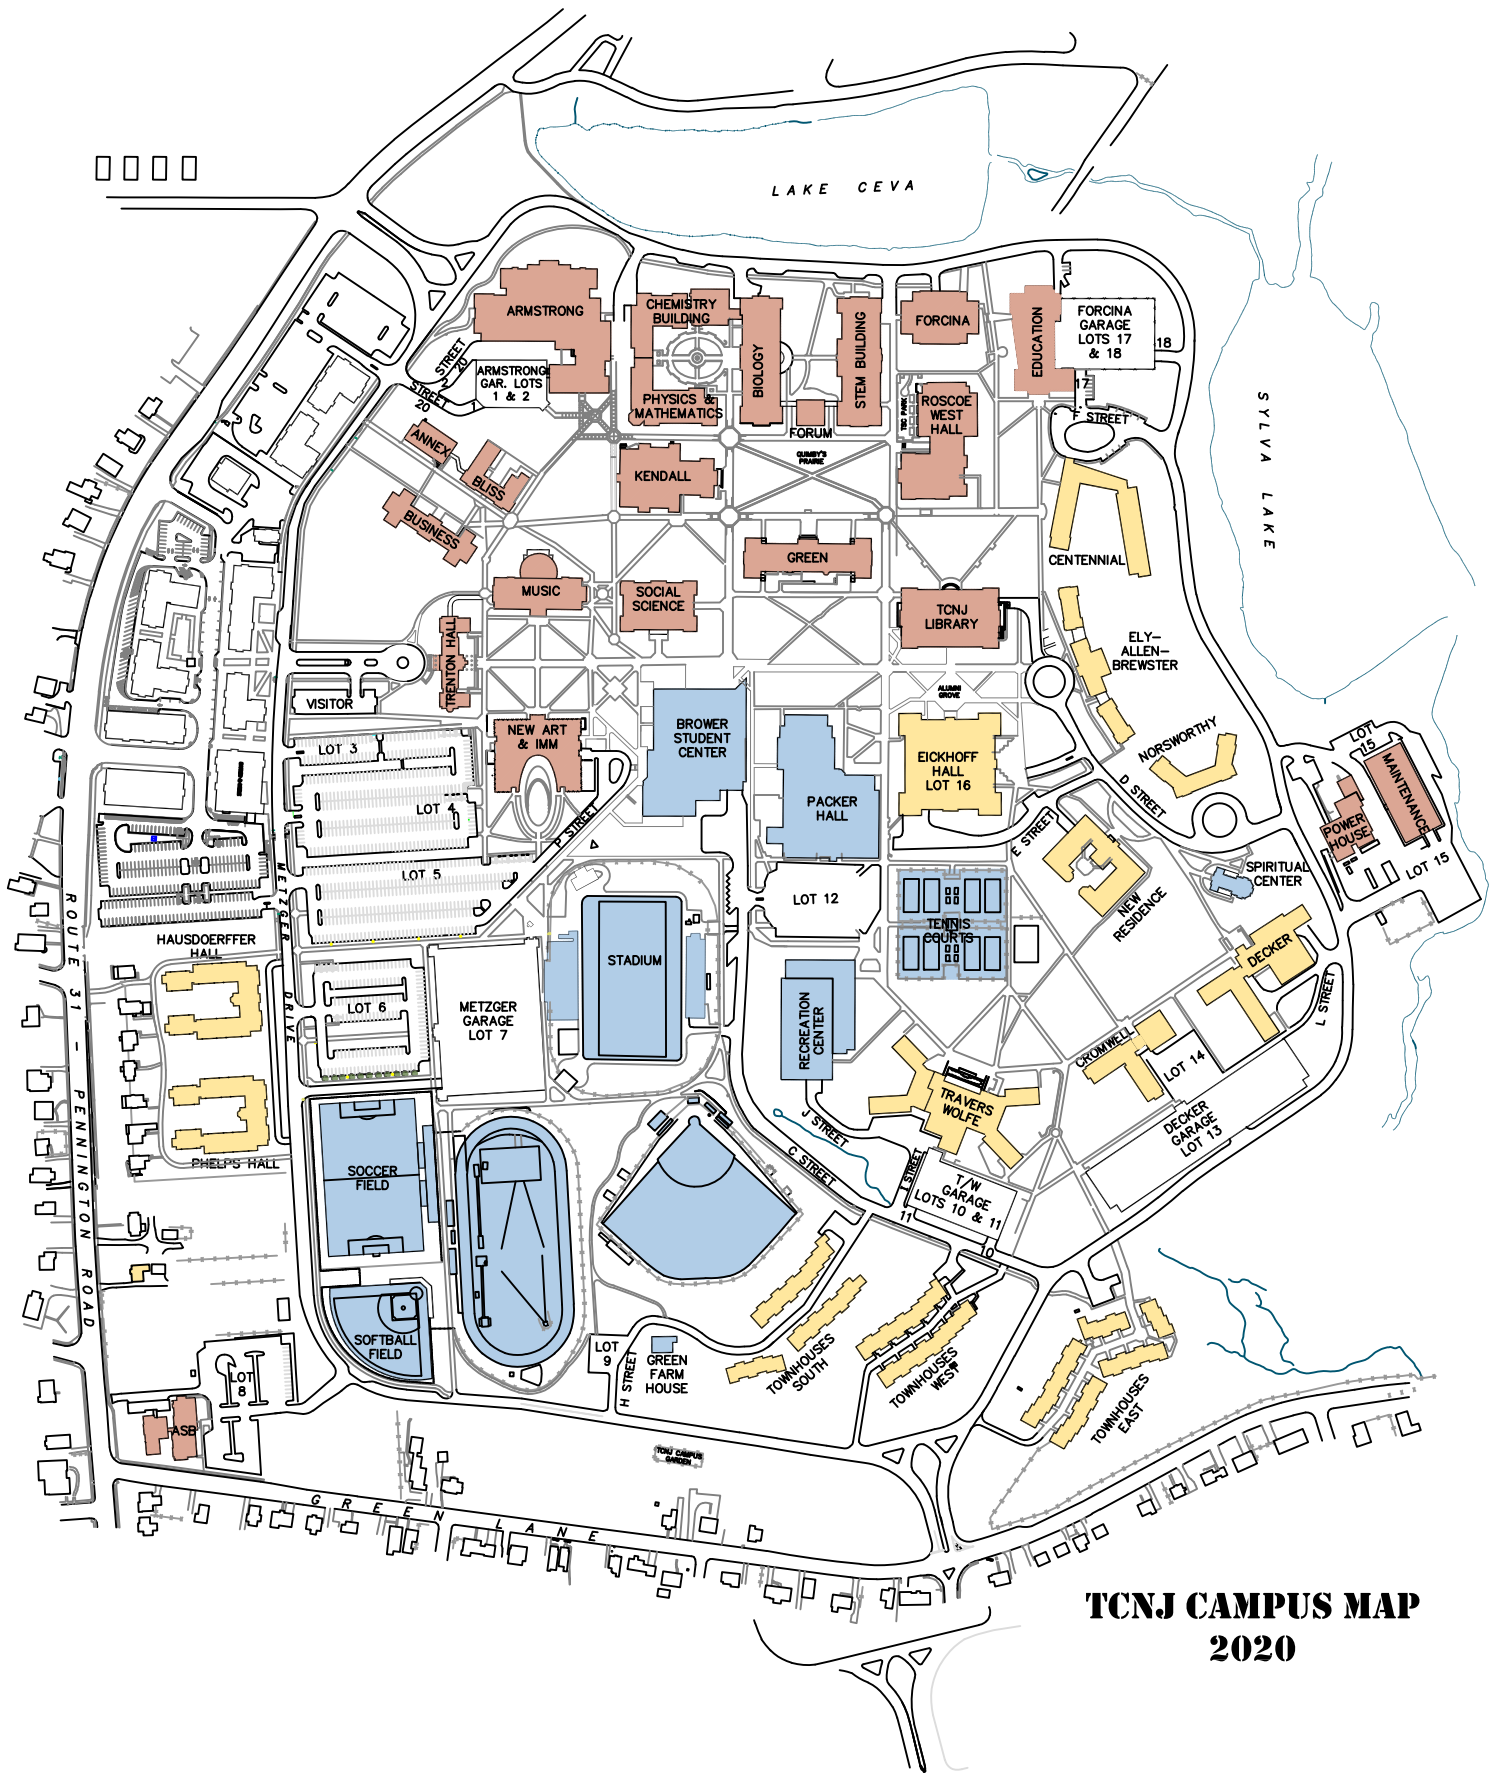 LAKE CEVA
ARMSTRONG
CHEMISTRY
BUILDING
BIOLOGY
STEM BUILDING
FORCINA
EDUCATION
FORCINA
GARAGE
LOTS 17
& 18
18
17
STREET
20
2
STREET
20
1
ARMSTRONG
GAR. LOTS
1 & 2
PHYSICS &
MATHEMATICS
FORUM
TBC PARK
ROSCOE
WEST
HALL
F STREET
SYLVA LAKE
ANNEX
BLISS
BUSINESS
KENDALL
QUIMBY'S
PRAIRIE
GREEN
CENTENNIAL
MUSIC
SOCIAL
SCIENCE
TCNJ
LIBRARY
ELY-
ALLEN-
BREWSTER
TRENTON HALL
VISITOR
ALUMNI
GROVE
NEW ART
& IMM
BROWER
STUDENT
CENTER
PACKER
HALL
EICKHOFF
HALL
LOT 16
NORSWORTHY
D STREET
E STREET
LOT 3
LOT 4
LOT 5
P STREET
LOT
15
MAINTENANCE
POWER
HOUSE
LOT 15
SPIRITUAL
CENTER
NEW
RESIDENCE
LOT 12
TENNIS
COURTS
DECKER
L STREET
METZGER DRIVE
ROUTE 31 - PENNINGTON ROAD
HAUSDOERFFER
HALL
LOT 6
METZGER
GARAGE
LOT 7
STADIUM
RECREATION
CENTER
CROMWELL
LOT 14
DECKER
GARAGE
LOT 13
TRAVERS
WOLFE
J STREET
C STREET
I STREET
T/W
GARAGE
LOTS 10 & 11
11
10
PHELPS HALL
SOCCER
FIELD
SOFTBALL
FIELD
LOT
9
H STREET
GREEN
FARM
HOUSE
TOWNHOUSES
SOUTH
TOWNHOUSES
WEST
TOWNHOUSES
EAST
LOT
8
ASB
TCNJ CAMPUS
GARDEN
GREEN LANE
TCNJ CAMPUS MAP
2020